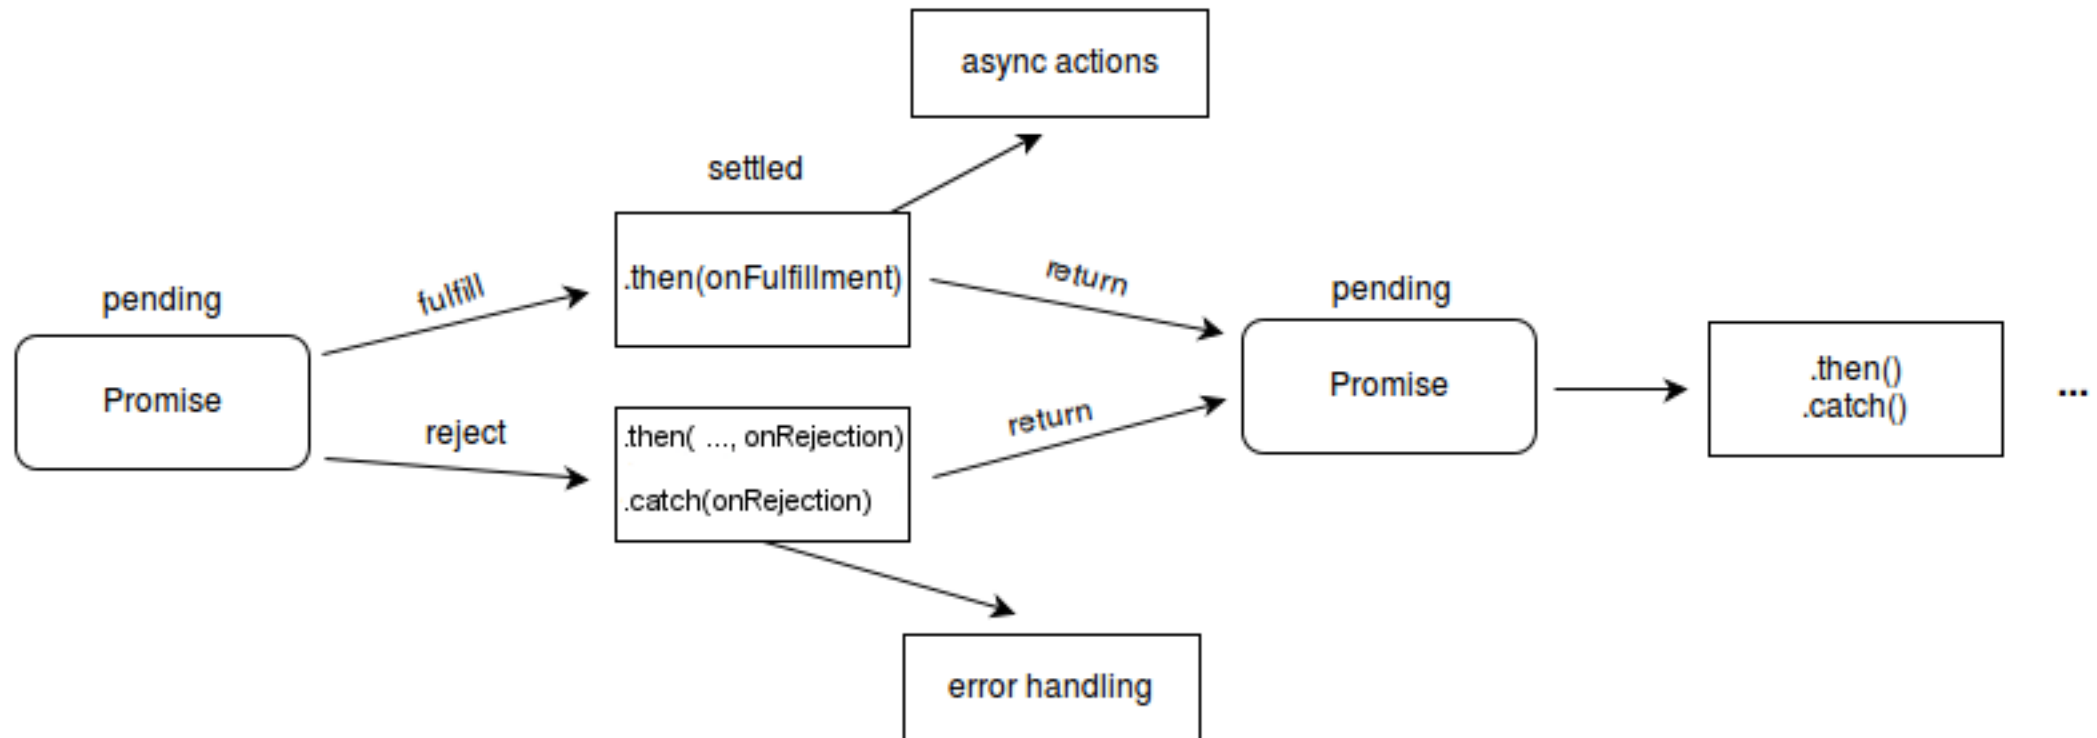 async actions
settled
.then(onFulfillment)
fulfill
return
pending
pending
Promise
Promise
.then()
.catch()
...
reject
.then( ..., onRejection)
.catch(onRejection)
return
error handling